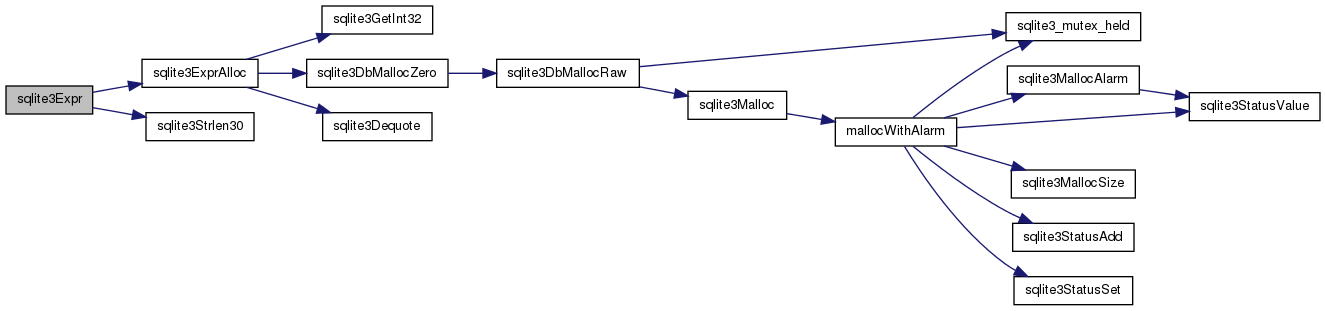 sqlite3Expr
sqlite3ExprAlloc
sqlite3Strlen30
sqlite3GetInt32
sqlite3DbMallocZero
sqlite3Dequote
sqlite3DbMallocRaw
sqlite3Malloc
mallocWithAlarm
sqlite3_mutex_held
sqlite3MallocAlarm
sqlite3StatusValue
sqlite3MallocSize
sqlite3StatusAdd
sqlite3StatusSet